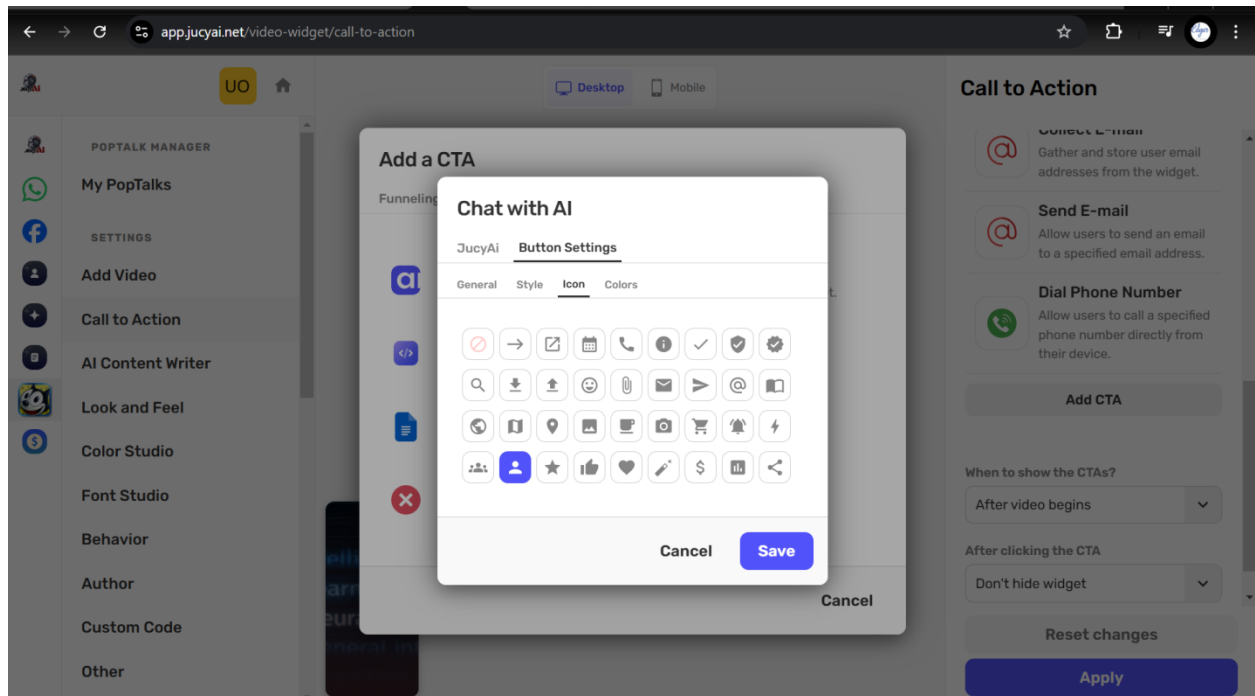 app.jucyai.net/video-widget/call-to-action
UO
Desktop
Mobile
Call to Action
POPTALK MANAGER
My PopTalks
SETTINGS
Add Video
Call to Action
AI Content Writer
Look and Feel
Color Studio
Font Studio
Behavior
Author
Custom Code
Other
Add a CTA
Funneling
t.
Cancel
Chat with AI
JucyAi
Button Settings
General
Style
Icon
Colors
Cancel
Save
Collect E-mail
Gather and store user email
addresses from the widget.
Send E-mail
Allow users to send an email
to a specified email address.
Dial Phone Number
Allow users to call a specified
phone number directly from
their device.
Add CTA
When to show the CTAs?
After video begins
After clicking the CTA
Don't hide widget
Reset changes
Apply